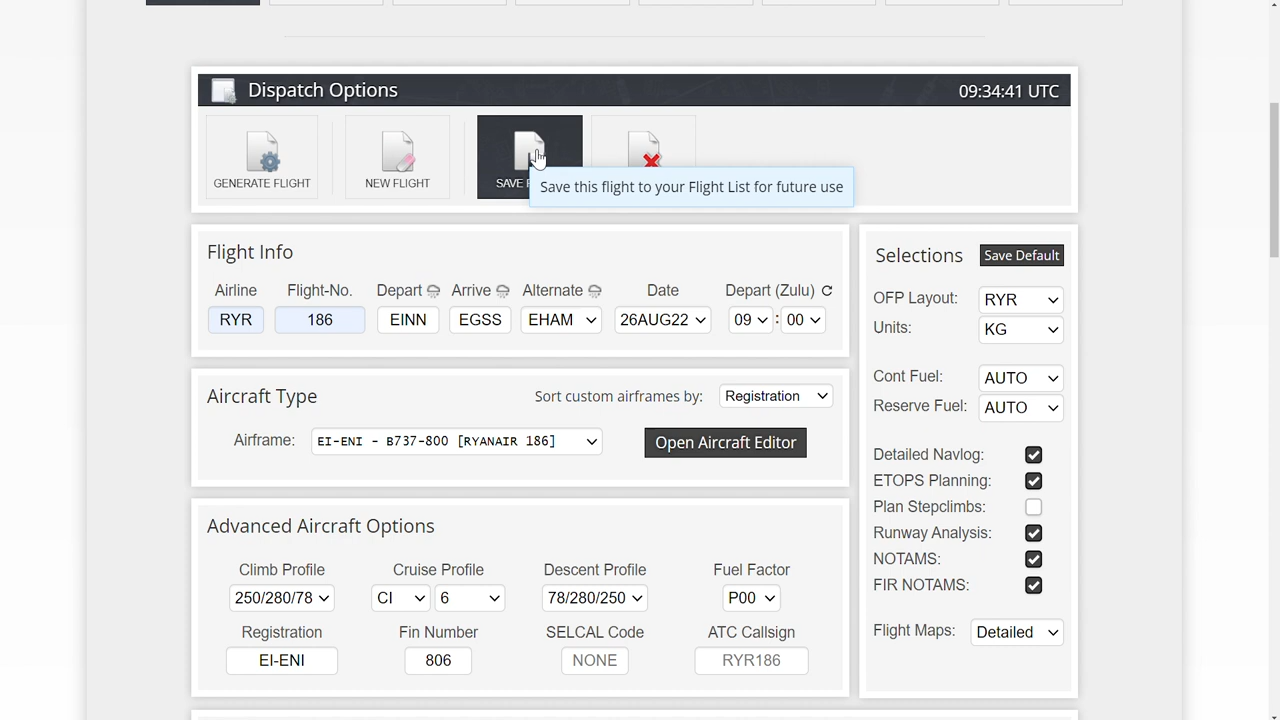 Dispatch Options 09:34:41 UTC
GENERATE FLIGHT NEW FLIGHT SAVE
Save this flight to your Flight List for future use
Flight Info
Airline Flight-No. Depart Arrive Alternate Date Depart (Zulu)
RYR 186 EINN EGSS EHAM 26AUG22 09 : 00
Aircraft Type Sort custom airframes by: Registration
Airframe: EI-ENI - B737-800 [RYANAIR 186] Open Aircraft Editor
Advanced Aircraft Options
Climb Profile Cruise Profile Descent Profile Fuel Factor
250/280/78 CI 6 78/280/250 P00
Registration Fin Number SELCAL Code ATC Callsign
EI-ENI 806 NONE RYR186
Selections Save Default
OFP Layout: RYR
Units: KG
Cont Fuel: AUTO
Reserve Fuel: AUTO
Detailed Navlog:
ETOPS Planning:
Plan Stepclimbs:
Runway Analysis:
NOTAMS:
FIR NOTAMS:
Flight Maps: Detailed